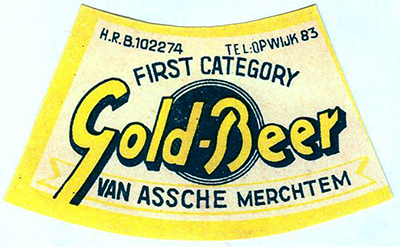 H.R.B.102274 TEL:OPWIJK 83
FIRST CATEGORY
Gold-Beer
VAN ASSCHE MERCHTEM